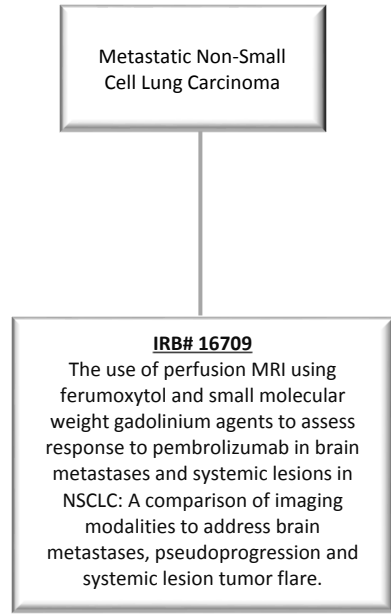 Metastatic Non-Small
Cell Lung Carcinoma
IRB# 16709
The use of perfusion MRI using
ferumoxytol and small molecular
weight gadolinium agents to assess
response to pembrolizumab in brain
metastases and systemic lesions in
NSCLC: A comparison of imaging
modalities to address brain
metastases, pseudoprogression and
systemic lesion tumor flare.